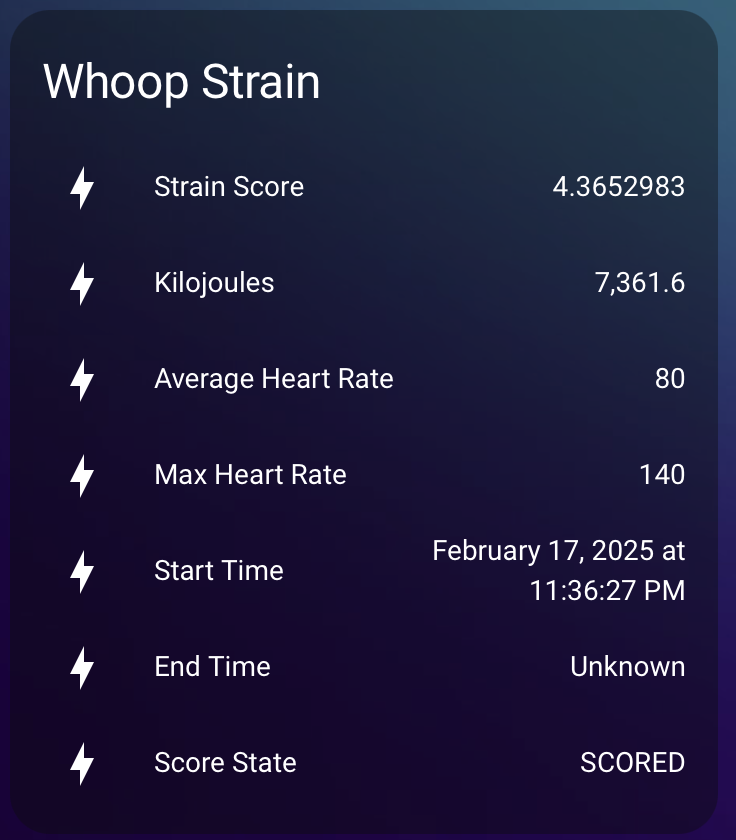 Whoop Strain
Strain Score 4.3652983
Kilojoules 7,361.6
Average Heart Rate 80
Max Heart Rate 140
Start Time February 17, 2025 at
11:36:27 PM
End Time Unknown
Score State SCORED